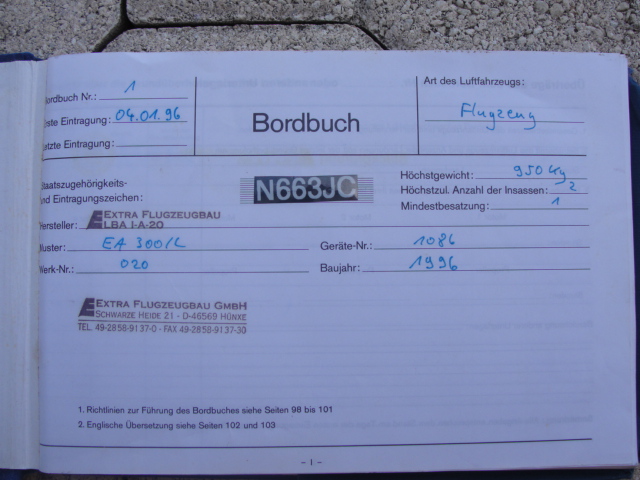 Bordbuch Nr.: 1
Erste Eintragung: 04.01.96
Letzte Eintragung:
Bordbuch
Art des Luftfahrzeugs:
Flugzeug
Staatszugehörigkeits-
und Eintragungszeichen:
N663JC
Höchstgewicht: 950 kg
Höchstzul. Anzahl der Insassen: 2
Mindestbesatzung: 1
Hersteller: EXTRA FLUGZEUGBAU
LBA I-A-20
Muster: EA 300/L
Geräte-Nr.: 1086
Werk-Nr.: 020
Baujahr: 1996
EXTRA FLUGZEUGBAU GMBH
SCHWARZE HEIDE 21 - D-46569 HÜNXE
TEL. 49-2858-9137-0 - FAX 49-2858-9137-30
1. Richtlinien zur Führung des Bordbuches siehe Seiten 98 bis 101
2. Englische Übersetzung siehe Seiten 102 und 103
– 1 –